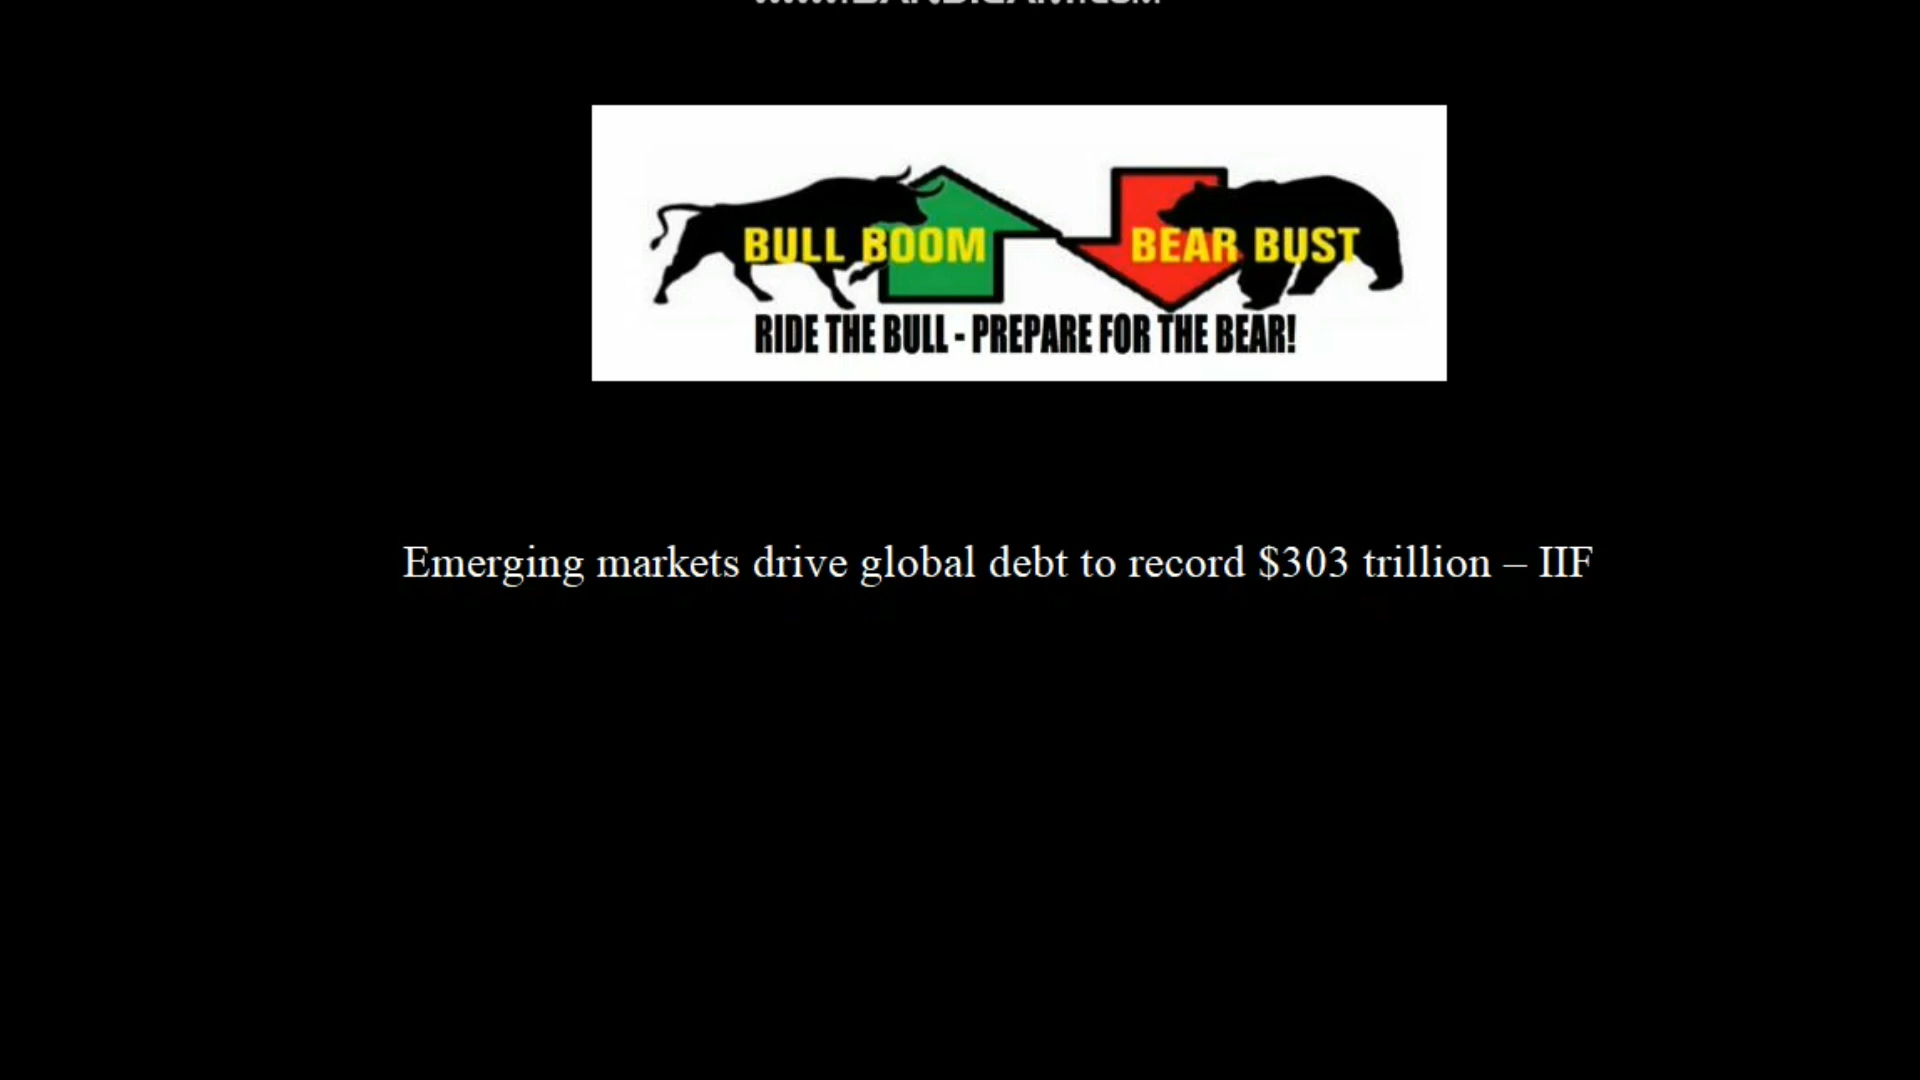 BULL BOOM BEAR BUST
RIDE THE BULL - PREPARE FOR THE BEAR!
Emerging markets drive global debt to record $303 trillion – IIF